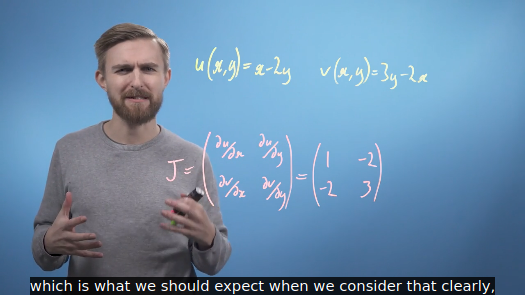 u(x,y)=x-2y v(x,y)=3y-2x
J=(∂u/∂x ∂u/∂y)=(1 -2)
(∂v/∂x ∂v/∂y) (-2 3)
which is what we should expect when we consider that clearly,